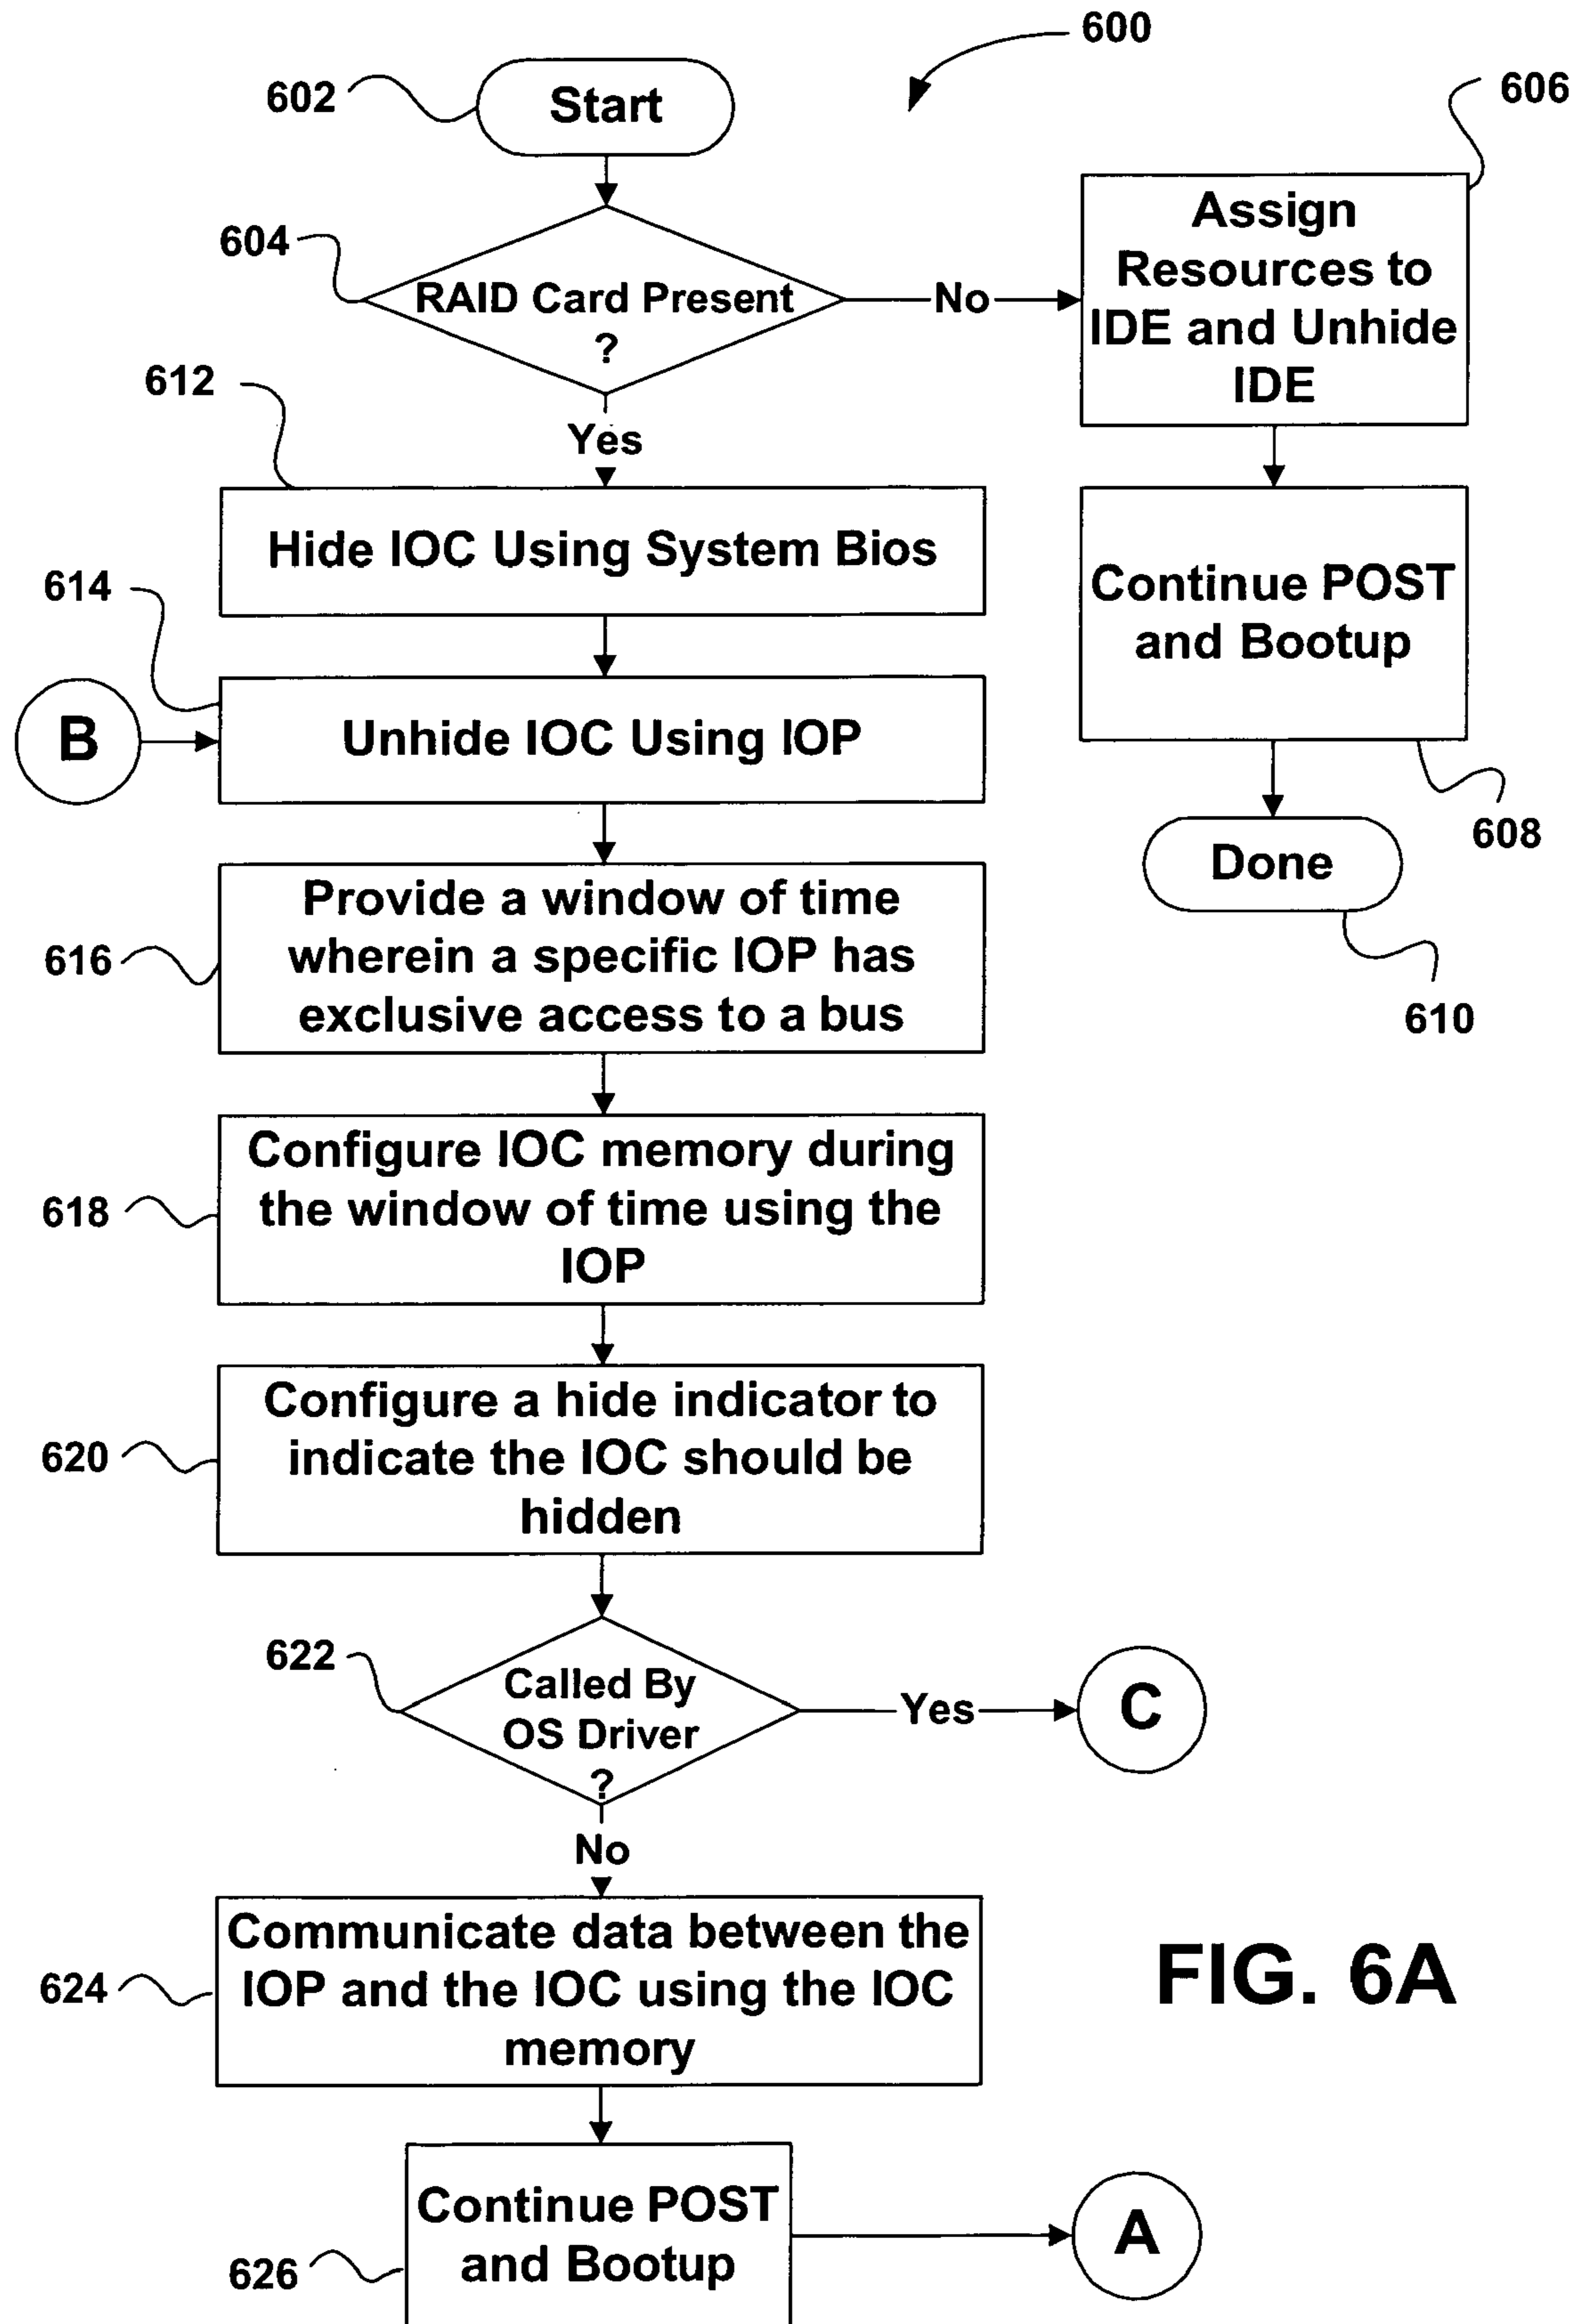 600
602
Start
606
604
RAID Card Present
?
No
Assign
Resources to
IDE and Unhide
IDE
612
Yes
Hide IOC Using System Bios
614
B
Unhide IOC Using IOP
Continue POST
and Bootup
608
Done
610
616
Provide a window of time
wherein a specific IOP has
exclusive access to a bus
618
Configure IOC memory during
the window of time using the
IOP
620
Configure a hide indicator to
indicate the IOC should be
hidden
622
Called By
OS Driver
?
Yes
C
No
624
Communicate data between the
IOP and the IOC using the IOC
memory
FIG. 6A
626
Continue POST
and Bootup
A